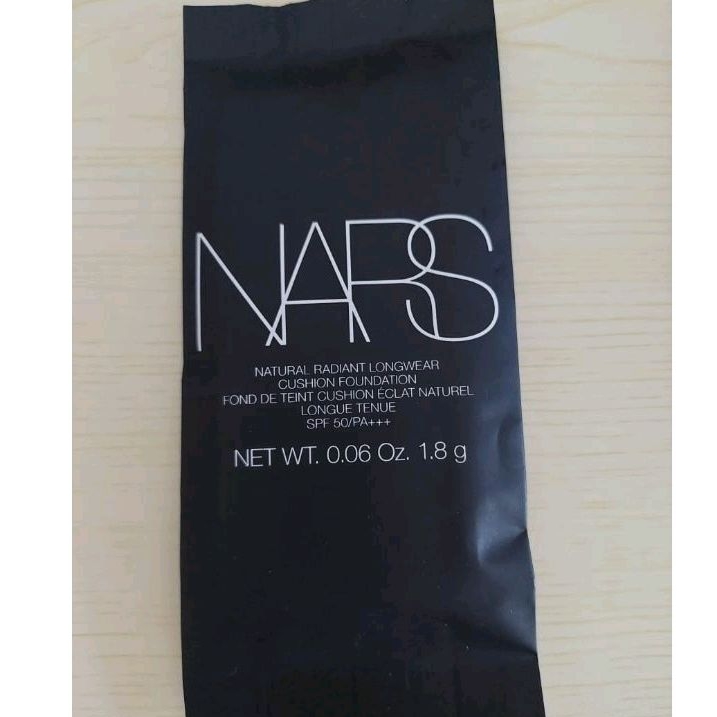 NARS
NATURAL RADIANT LONGWEAR
CUSHION FOUNDATION
FOND DE TEINT CUSHION ÉCLAT NATUREL
LONGUE TENUE
SPF 50/PA+++
NET WT. 0.06 Oz. 1.8 g